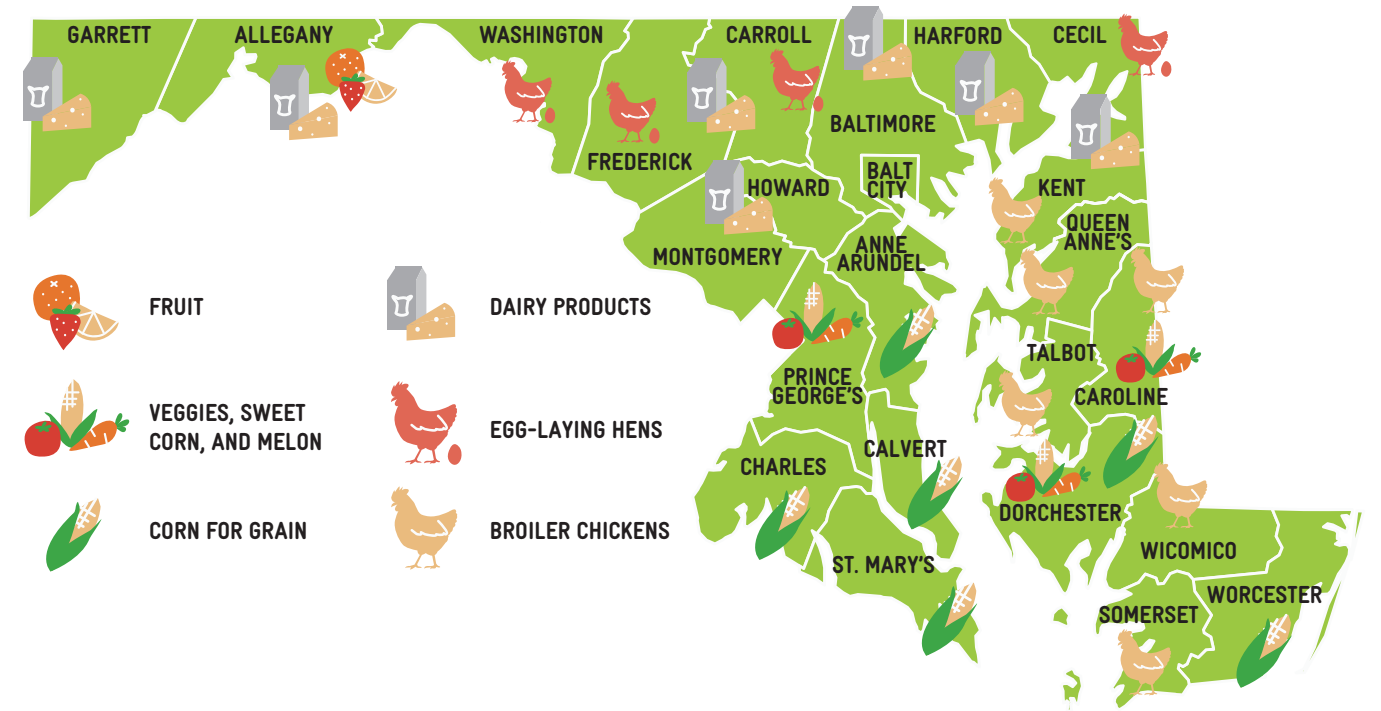 GARRETT
ALLEGANY
WASHINGTON
CARROLL
HARFORD
CECIL
BALTIMORE
FREDERICK
BALT
CITY
HOWARD
KENT
QUEEN
ANNE'S
MONTGOMERY
ANNE
ARUNDEL
TALBOT
PRINCE
GEORGE'S
CAROLINE
CALVERT
CHARLES
DORCHESTER
WICOMICO
ST. MARY'S
WORCESTER
SOMERSET
FRUIT
DAIRY PRODUCTS
VEGGIES, SWEET
CORN, AND MELON
EGG-LAYING HENS
CORN FOR GRAIN
BROILER CHICKENS